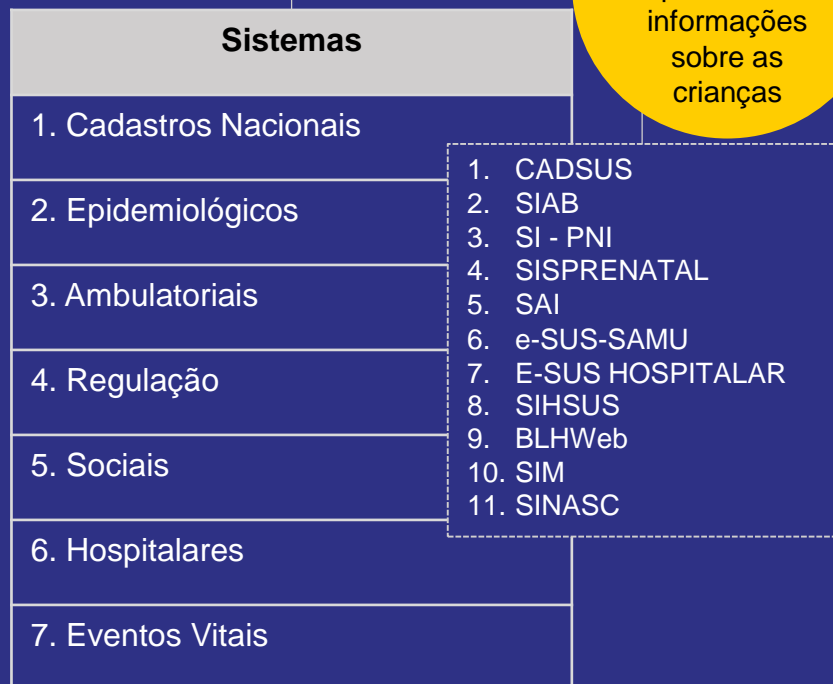 informações
sobre as
crianças
Sistemas
1. Cadastros Nacionais
2. Epidemiológicos
3. Ambulatoriais
4. Regulação
5. Sociais
6. Hospitalares
7. Eventos Vitais
1. CADSUS
2. SIAB
3. SI - PNI
4. SISPRENATAL
5. SAI
6. e-SUS-SAMU
7. E-SUS HOSPITALAR
8. SIHSUS
9. BLHWeb
10. SIM
11. SINASC